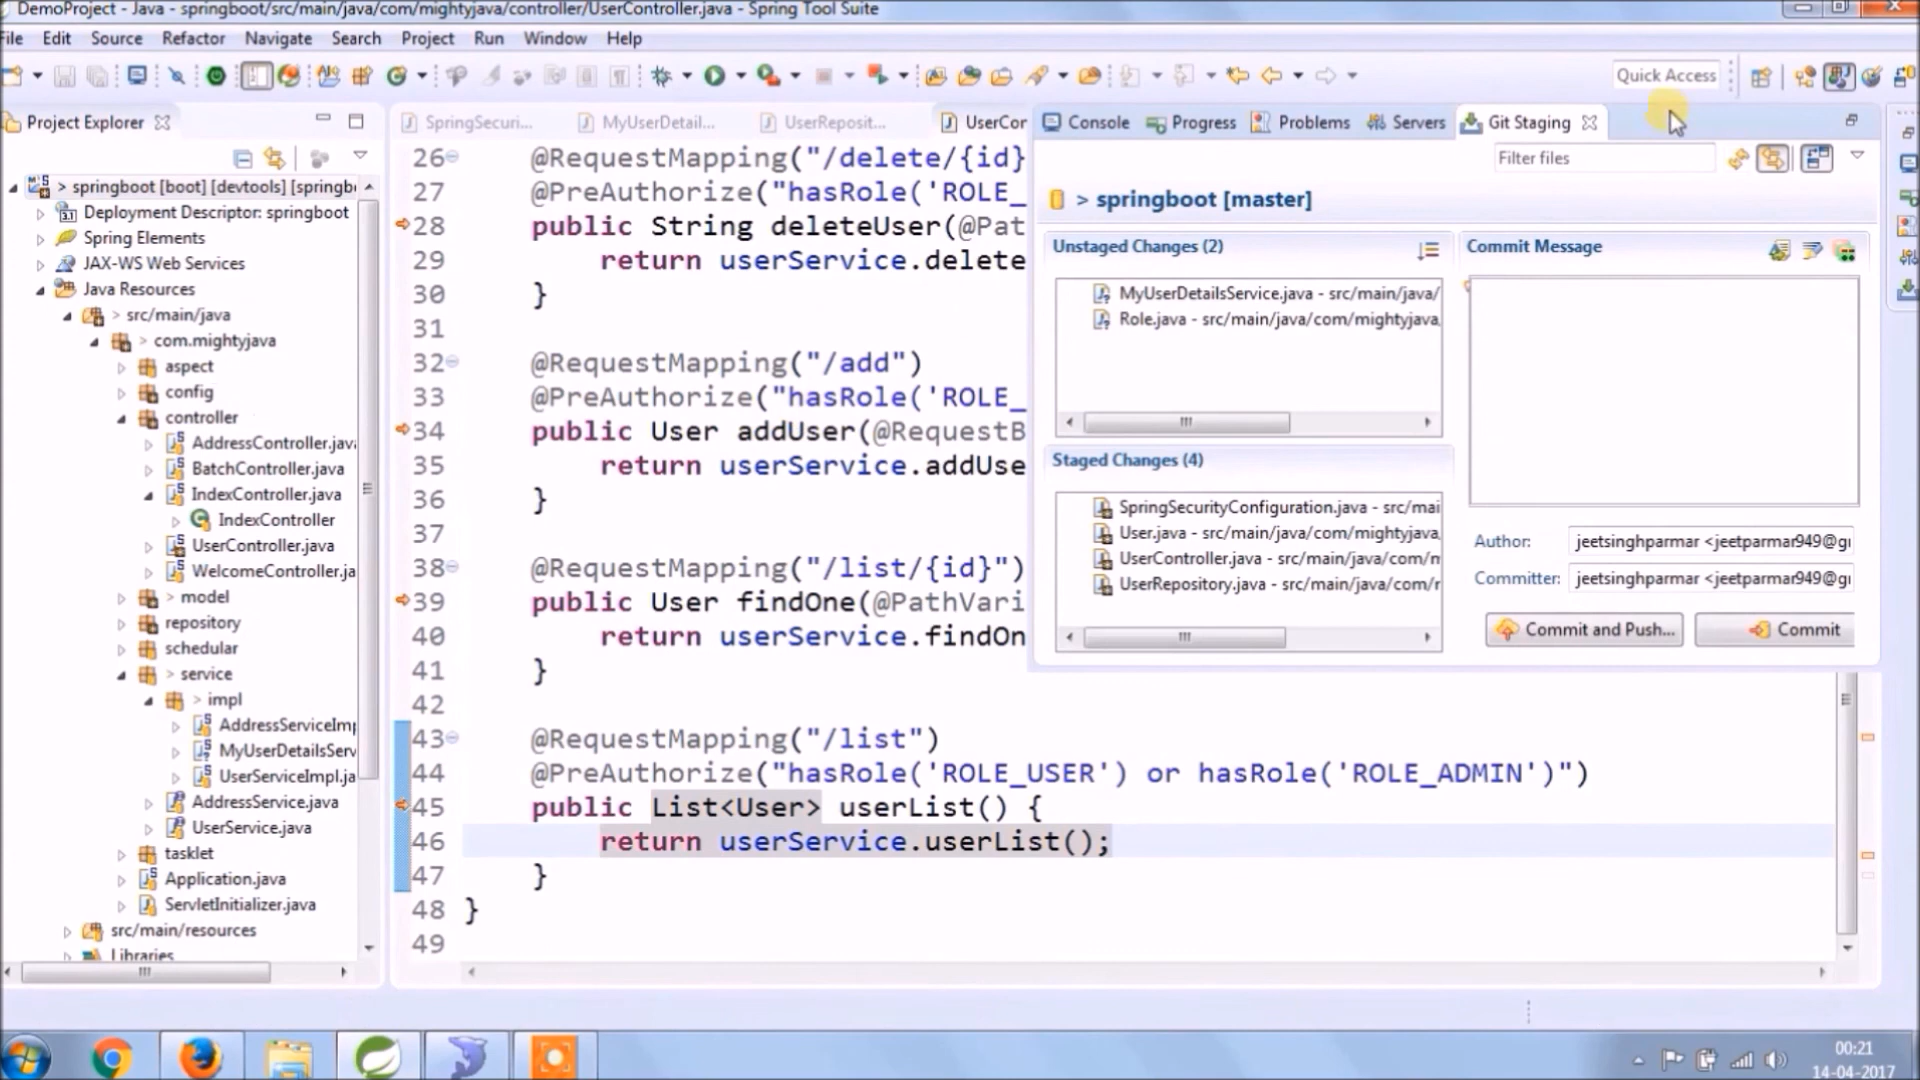 DemoProject - Java - springboot/src/main/java/com/mightyjava/controller/UserController.java - Spring Tool Suite
File Edit Source Refactor Navigate Search Project Run Window Help
Quick Access
Project Explorer
> springboot [boot] [devtools] [springb
Deployment Descriptor: springboot
Spring Elements
JAX-WS Web Services
Java Resources
> src/main/java
> com.mightyjava
aspect
config
controller
AddressController.java
BatchController.java
IndexController.java
IndexController
UserController.java
WelcomeController.ja
> model
repository
schedular
> service
> impl
AddressServiceImp
MyUserDetailsServ
UserServiceImpl.ja
AddressService.java
UserService.java
tasklet
Application.java
ServletInitializer.java
src/main/resources
Libraries
SpringSecuri...
MyUserDetail...
UserReposit...
UserCon
26 @RequestMapping("/delete/{id}
27 @PreAuthorize("hasRole('ROLE_
28 public String deleteUser(@Pat
29 return userService.delete
30 }
31
32 @RequestMapping("/add")
33 @PreAuthorize("hasRole('ROLE_
34 public User addUser(@RequestB
35 return userService.addUse
36 }
37
38 @RequestMapping("/list/{id}")
39 public User findOne(@PathVari
40 return userService.findOn
41 }
42
43 @RequestMapping("/list")
44 @PreAuthorize("hasRole('ROLE_USER') or hasRole('ROLE_ADMIN')")
45 public List<User> userList() {
46 return userService.userList();
47 }
48 }
49
Console Progress Problems Servers Git Staging
Filter files
> springboot [master]
Unstaged Changes (2)
MyUserDetailsService.java - src/main/java/
Role.java - src/main/java/com/mightyjava,
Staged Changes (4)
SpringSecurityConfiguration.java - src/mai
User.java - src/main/java/com/mightyjava,
UserController.java - src/main/java/com/m
UserRepository.java - src/main/java/com/r
Commit Message
Author: jeetsinghparmar <jeetparmar949@gi
Committer: jeetsinghparmar <jeetparmar949@gi
Commit and Push... Commit
00:21
14-04-2017